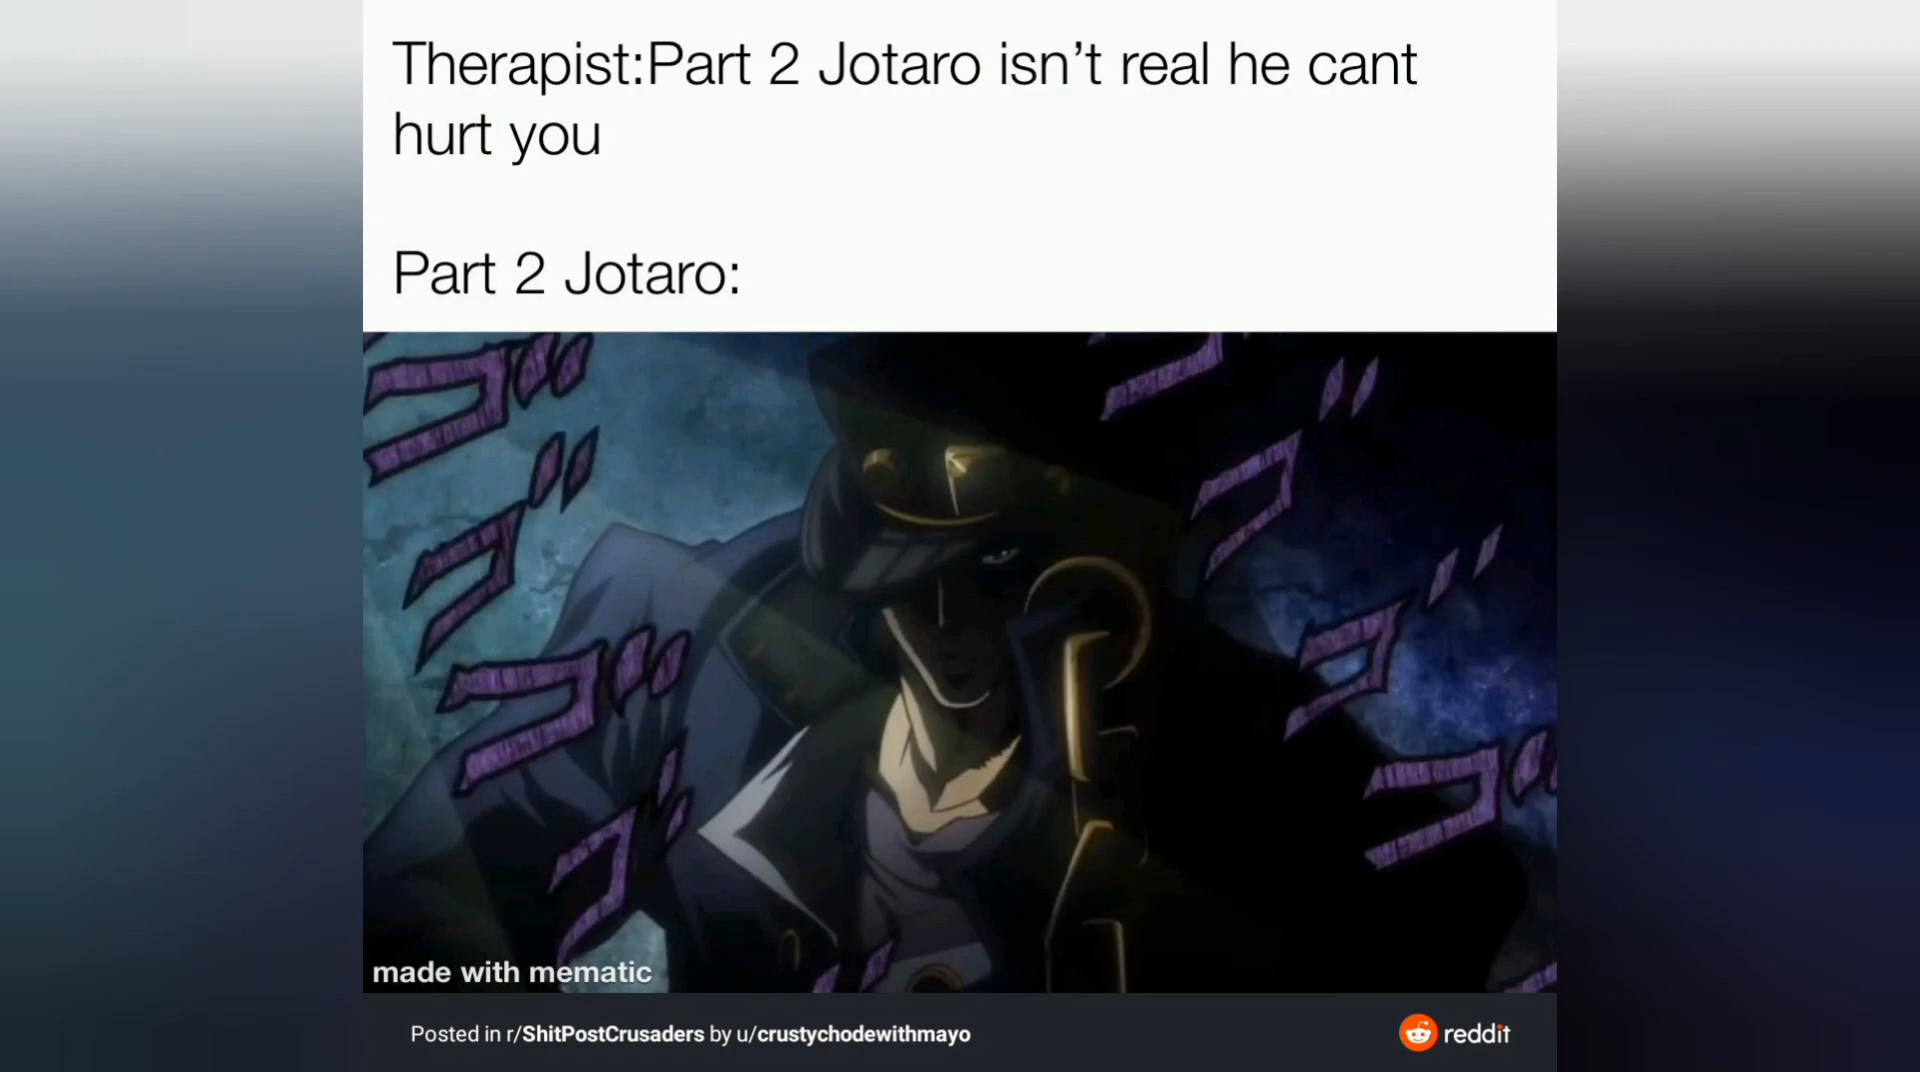 Therapist:Part 2 Jotaro isn’t real he cant
hurt you
Part 2 Jotaro:
ゴ
ゴ
ゴ
ゴ
ゴ
ゴ
ゴ
ゴ
ゴ
made with mematic
Posted in r/ShitPostCrusaders by u/crustychodewithmayo
reddit